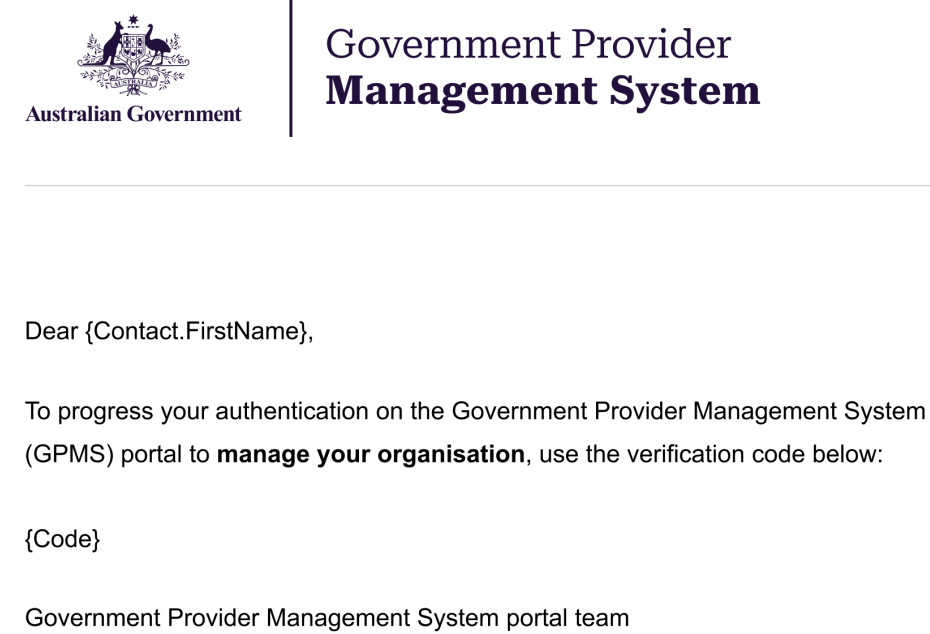 AUSTRALIA
Australian Government
Government Provider
Management System
Dear {Contact.FirstName},
To progress your authentication on the Government Provider Management System
(GPMS) portal to manage your organisation, use the verification code below:
{Code}
Government Provider Management System portal team